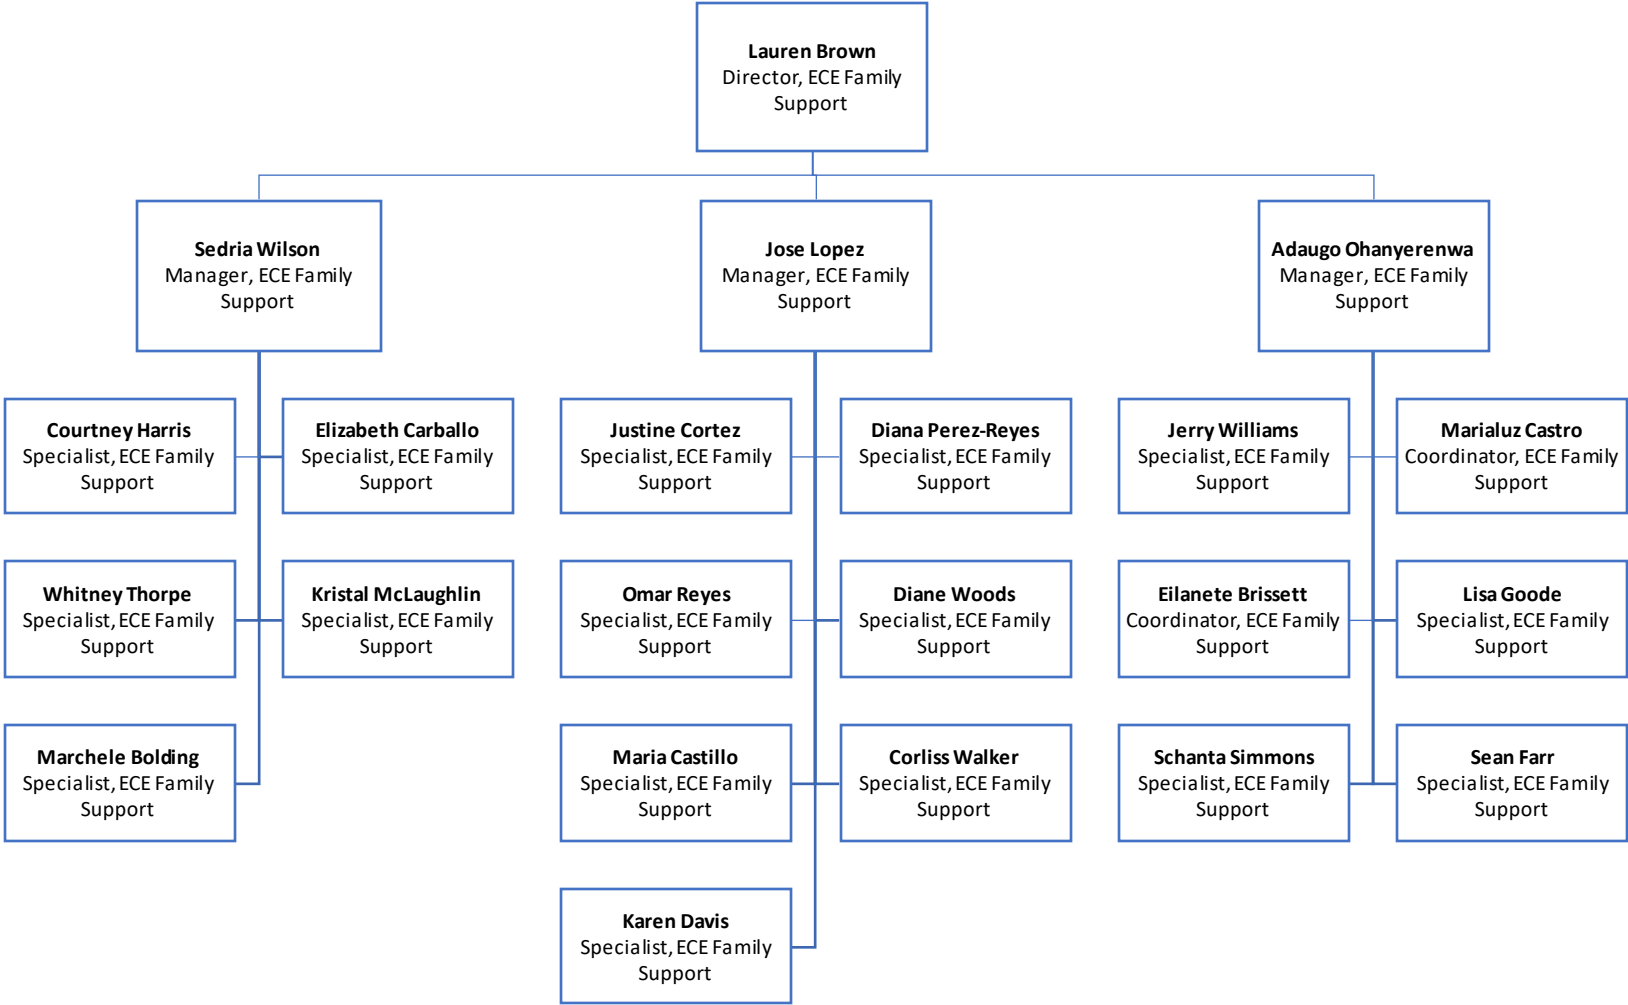 Lauren Brown
Director, ECE Family
Support
Sedria Wilson
Manager, ECE Family
Support
Jose Lopez
Manager, ECE Family
Support
Adaugo Ohanyerenwa
Manager, ECE Family
Support
Courtney Harris
Specialist, ECE Family
Support
Elizabeth Carballo
Specialist, ECE Family
Support
Whitney Thorpe
Specialist, ECE Family
Support
Kristal McLaughlin
Specialist, ECE Family
Support
Marchele Bolding
Specialist, ECE Family
Support
Justine Cortez
Specialist, ECE Family
Support
Diana Perez-Reyes
Specialist, ECE Family
Support
Omar Reyes
Specialist, ECE Family
Support
Diane Woods
Specialist, ECE Family
Support
Maria Castillo
Specialist, ECE Family
Support
Corliss Walker
Specialist, ECE Family
Support
Karen Davis
Specialist, ECE Family
Support
Jerry Williams
Specialist, ECE Family
Support
Marialuz Castro
Coordinator, ECE Family
Support
Eilanete Brissett
Coordinator, ECE Family
Support
Lisa Goode
Specialist, ECE Family
Support
Schanta Simmons
Specialist, ECE Family
Support
Sean Farr
Specialist, ECE Family
Support